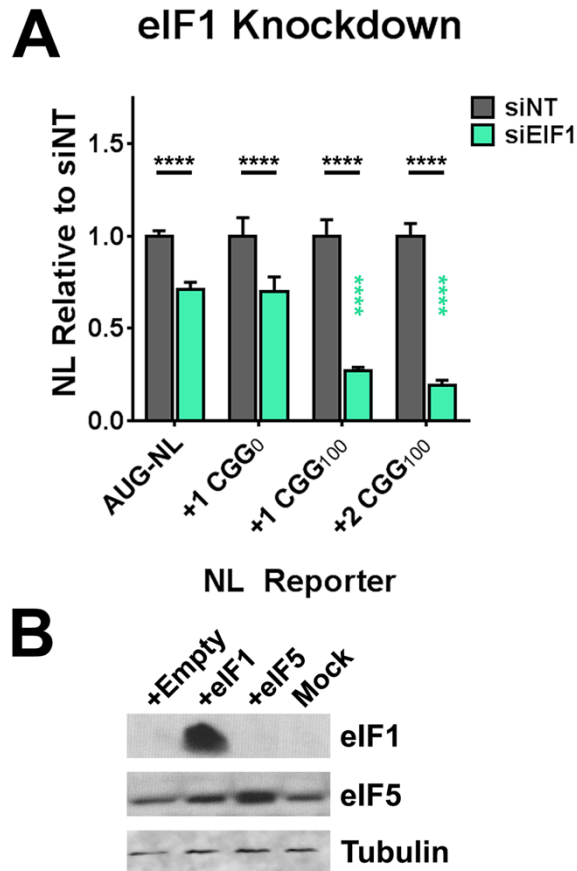 A
eIF1 Knockdown
siNT
siEIF1
NL Relative to siNT
1.5
1.0
0.5
0.0
**** **** **** ****
**** ****
AUG-NL
+1 CGG0
+1 CGG100
+2 CGG100
NL Reporter
B
+Empty
+eIF1
+eIF5
Mock
eIF1
eIF5
Tubulin